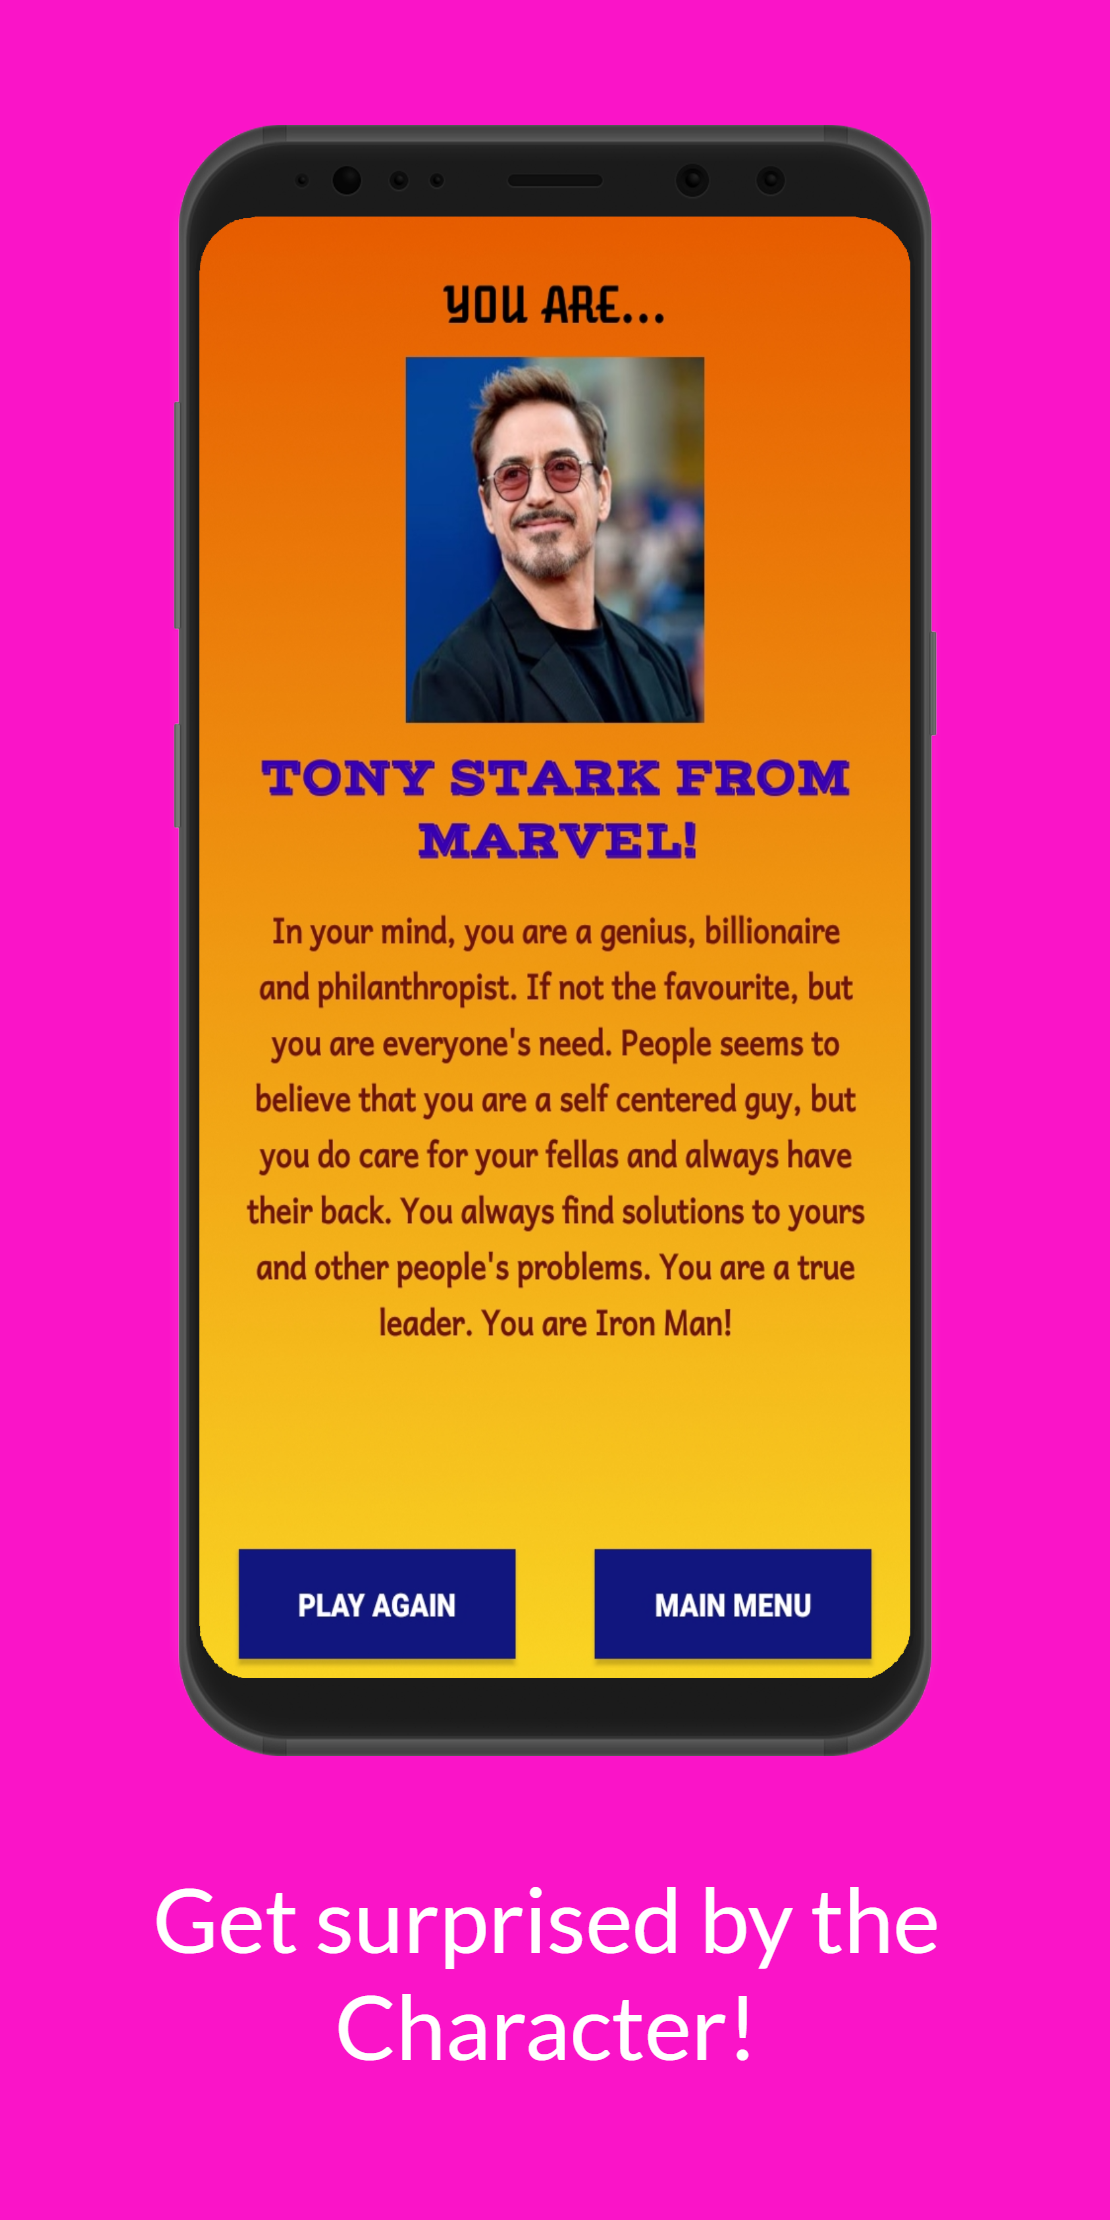 YOU ARE...
TONY STARK FROM
MARVEL!
In your mind, you are a genius, billionaire
and philanthropist. If not the favourite, but
you are everyone's need. People seems to
believe that you are a self centered guy, but
you do care for your fellas and always have
their back. You always find solutions to yours
and other people's problems. You are a true
leader. You are Iron Man!
PLAY AGAIN
MAIN MENU
Get surprised by the
Character!